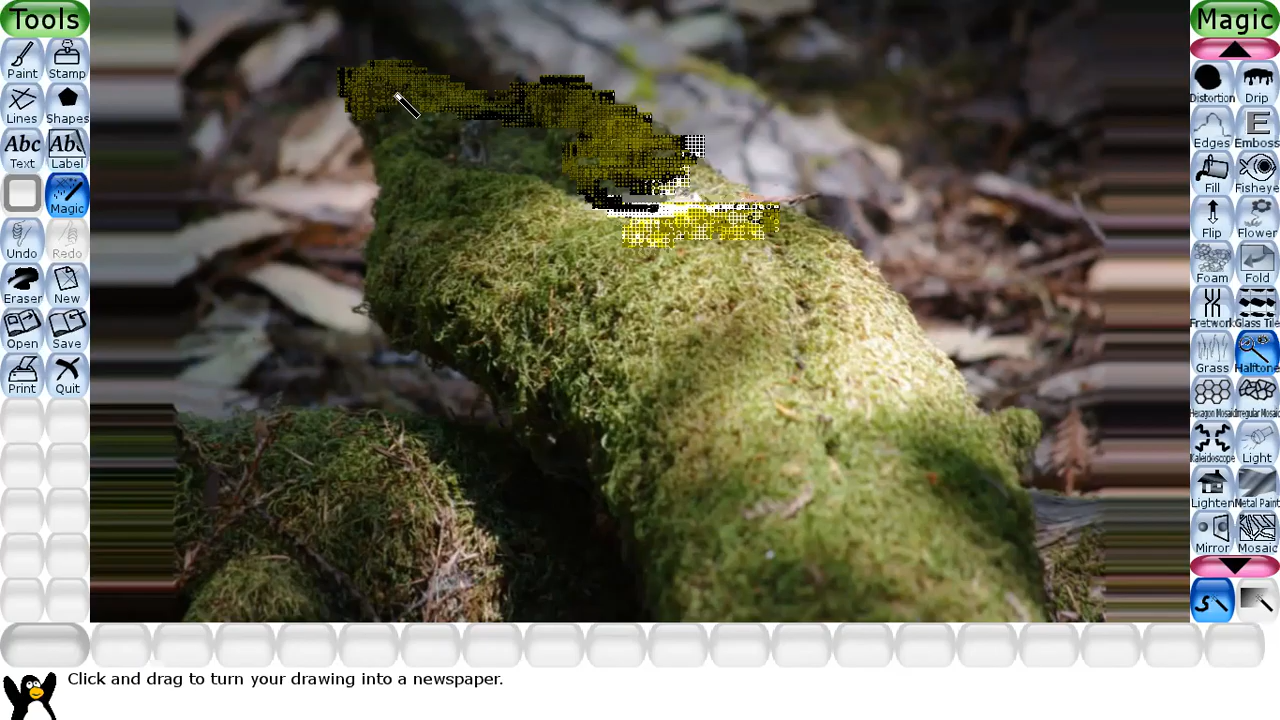 Tools
Magic
Paint
Stamp
Lines
Shapes
Abc
Text
Abc
Label
Magic
Undo
Redo
Eraser
New
Open
Save
Print
Quit
Distortion
Drip
Edges
E
Emboss
Fill
Fisheye
Flip
Flower
Foam
Fold
Fretwork
Glass Tile
Grass
Halftone
Hexagon Mosaic
Irregular Mosaic
Kaleidoscope
Light
Lighten
Metal Paint
Mirror
Mosaic
Click and drag to turn your drawing into a newspaper.